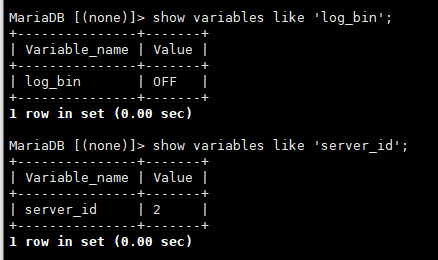 MariaDB [(none)]> show variables like 'log_bin';
+---------------+-------+
| Variable_name | Value |
+---------------+-------+
| log_bin       | OFF   |
+---------------+-------+
1 row in set (0.00 sec)

MariaDB [(none)]> show variables like 'server_id';
+---------------+-------+
| Variable_name | Value |
+---------------+-------+
| server_id     | 2     |
+---------------+-------+
1 row in set (0.00 sec)